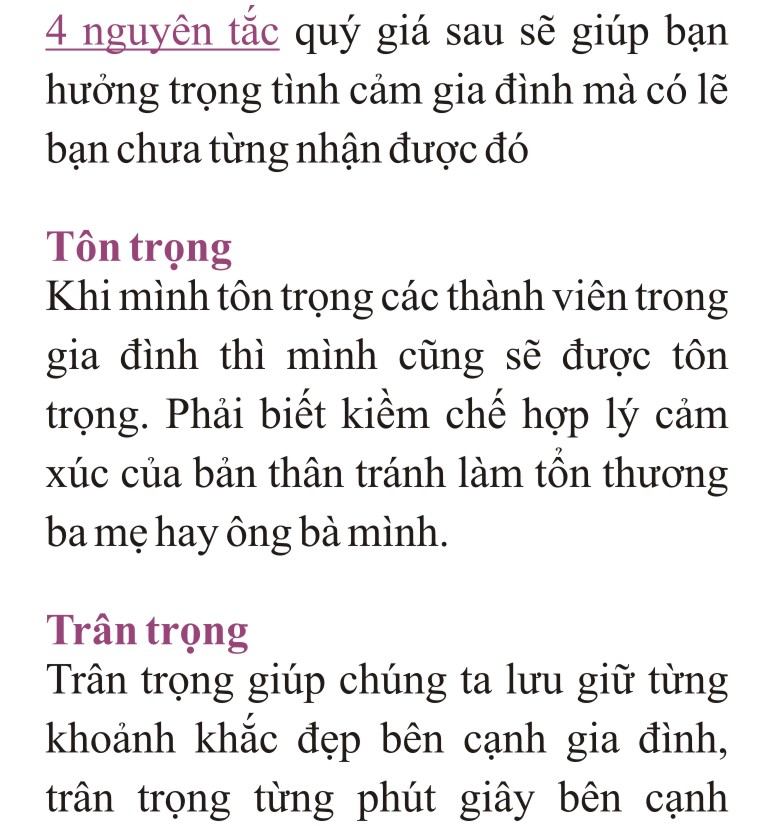 4 nguyên tắc quý giá sau sẽ giúp bạn
hưởng trọng tình cảm gia đình mà có lẽ
bạn chưa từng nhận được đó
Tôn trọng
Khi mình tôn trọng các thành viên trong
gia đình thì mình cũng sẽ được tôn
trọng. Phải biết kiềm chế hợp lý cảm
xúc của bản thân tránh làm tổn thương
ba mẹ hay ông bà mình.
Trân trọng
Trân trọng giúp chúng ta lưu giữ từng
khoảnh khắc đẹp bên cạnh gia đình,
trân trọng từng phút giây bên cạnh